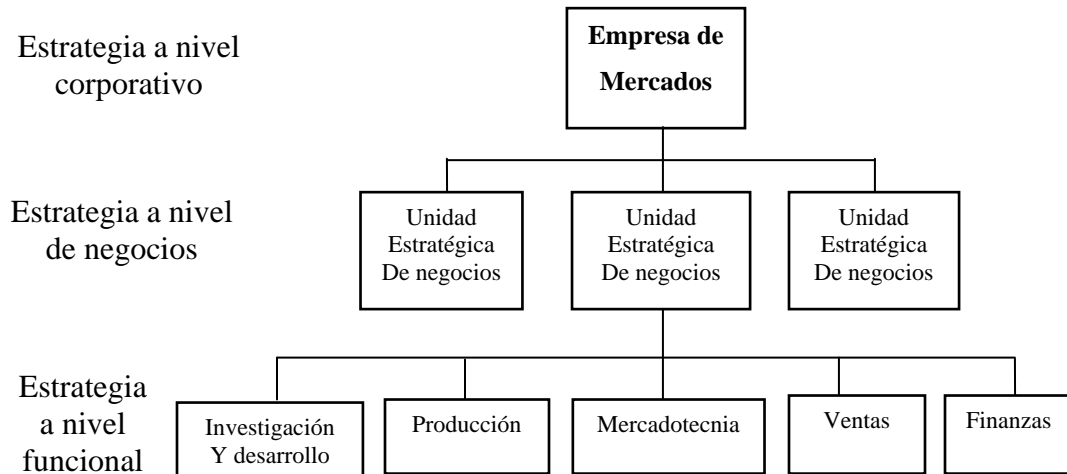 Estrategia a nivel
corporativo
Empresa de
Mercados
Estrategia a nivel
de negocios
Unidad
Estratégica
De negocios
Unidad
Estratégica
De negocios
Unidad
Estratégica
De negocios
Estrategia
a nivel
funcional
Investigación
Y desarrollo
Producción
Mercadotecnia
Ventas
Finanzas